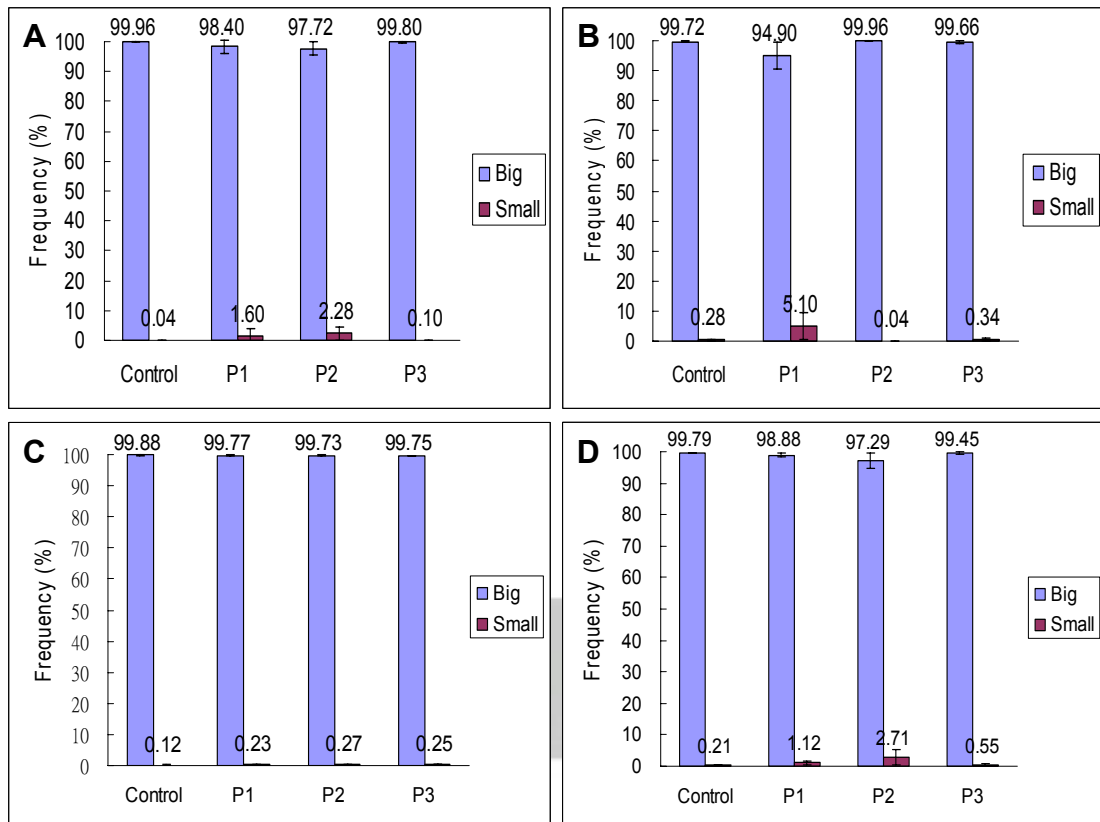 A
99.96 98.40 97.72 99.80
100
90
80
70
60
50
40
30
20
10
0
Frequency (%)
0.04 1.60 2.28 0.10
Control P1 P2 P3
Big
Small
B
99.72 94.90 99.96 99.66
100
90
80
70
60
50
40
30
20
10
0
Frequency (%)
0.28 5.10 0.04 0.34
Control P1 P2 P3
Big
Small
C
99.88 99.77 99.73 99.75
100
90
80
70
60
50
40
30
20
10
0
Frequency (%)
0.12 0.23 0.27 0.25
Control P1 P2 P3
Big
Small
D
99.79 98.88 97.29 99.45
100
90
80
70
60
50
40
30
20
10
0
Frequency (%)
0.21 1.12 2.71 0.55
Control P1 P2 P3
Big
Small